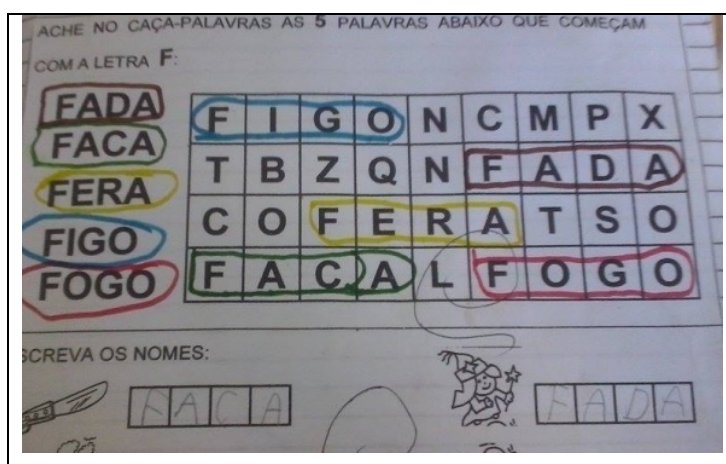 ACHE NO CAÇA-PALAVRAS AS 5 PALAVRAS ABAIXO QUE COMEÇAM
COM A LETRA F:
FADA
FACA
FERA
FIGO
FOGO
F I G O N C M P X
T B Z Q N F A D A
C O F E R A T S O
F A C A L F O G O
SCREVA OS NOMES:
FACA FADA